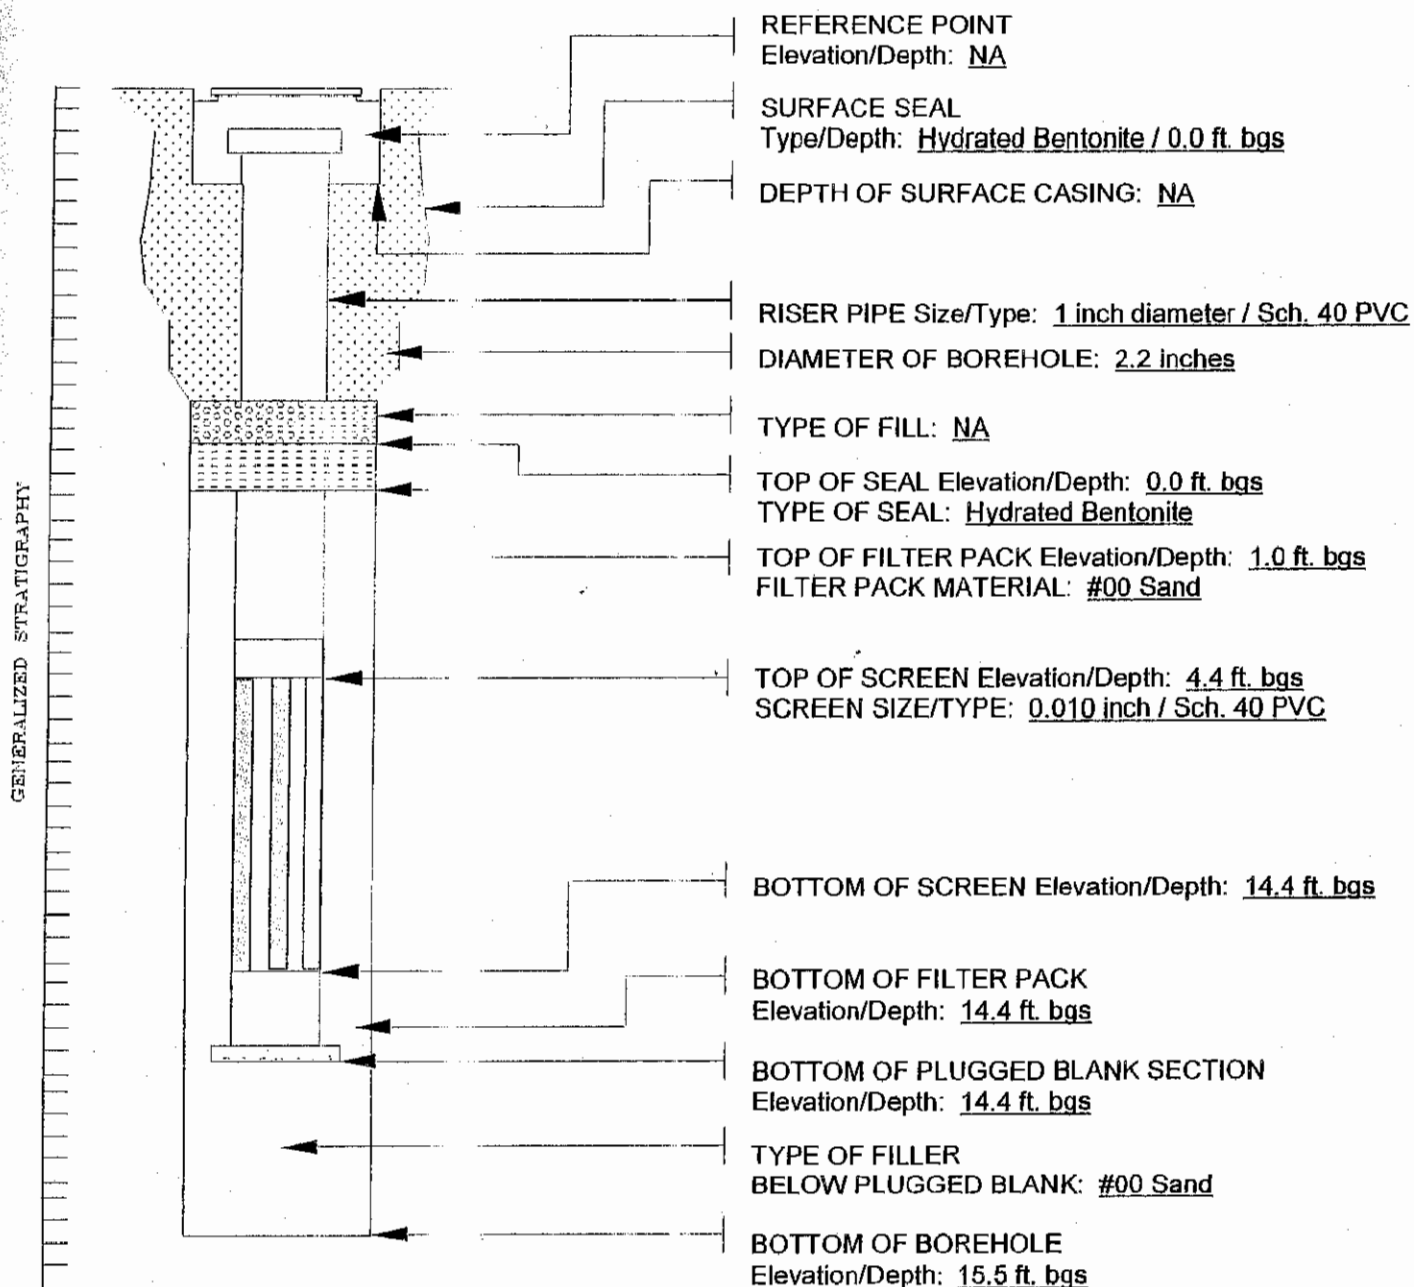 REFERENCE POINT
Elevation/Depth: NA
SURFACE SEAL
Type/Depth: Hydrated Bentonite / 0.0 ft. bgs
DEPTH OF SURFACE CASING: NA
RISER PIPE Size/Type: 1 inch diameter / Sch. 40 PVC
DIAMETER OF BOREHOLE: 2.2 inches
TYPE OF FILL: NA
TOP OF SEAL Elevation/Depth: 0.0 ft. bgs
TYPE OF SEAL: Hydrated Bentonite
TOP OF FILTER PACK Elevation/Depth: 1.0 ft. bgs
FILTER PACK MATERIAL: #00 Sand
GENERALIZED STRATIGRAPHY
TOP OF SCREEN Elevation/Depth: 4.4 ft. bgs
SCREEN SIZE/TYPE: 0.010 inch / Sch. 40 PVC
BOTTOM OF SCREEN Elevation/Depth: 14.4 ft. bgs
BOTTOM OF FILTER PACK
Elevation/Depth: 14.4 ft. bgs
BOTTOM OF PLUGGED BLANK SECTION
Elevation/Depth: 14.4 ft. bgs
TYPE OF FILLER
BELOW PLUGGED BLANK: #00 Sand
BOTTOM OF BOREHOLE
Elevation/Depth: 15.5 ft. bgs